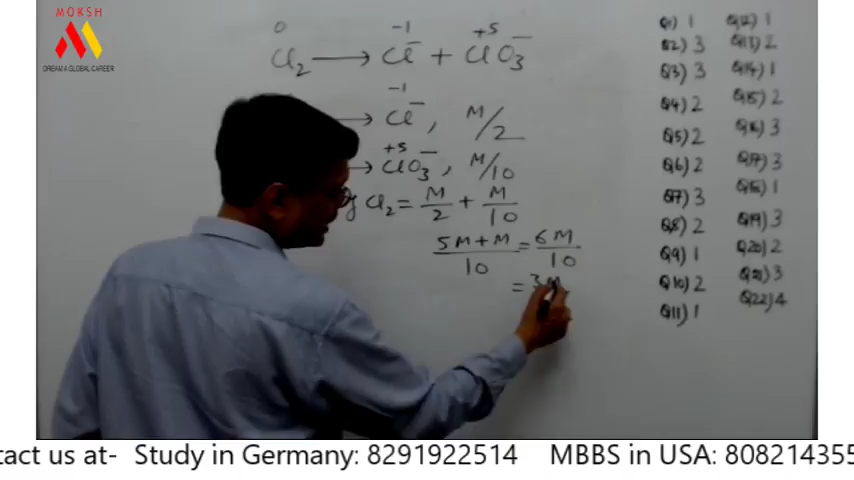 MOKSH
DREAM A GLOBAL CAREER
0 -1 +5
Cl₂ ⟶ Cl⁻ + ClO₃⁻
-1
⟶ Cl⁻, M/2
+5
⟶ ClO₃⁻, M/10
Cl₂ = M/2 + M/10
5M+M/10 = 6M/10
= 3M
Q1) 1
Q2) 3
Q3) 3
Q4) 2
Q5) 2
Q6) 2
Q7) 3
Q8) 2
Q9) 1
Q10) 2
Q11) 1
Q12) 1
Q13) 2
Q14) 1
Q15) 2
Q16) 3
Q17) 3
Q18) 1
Q19) 3
Q20) 2
Q21) 3
Q22) 4
tact us at- Study in Germany: 8291922514 MBBS in USA: 808214355